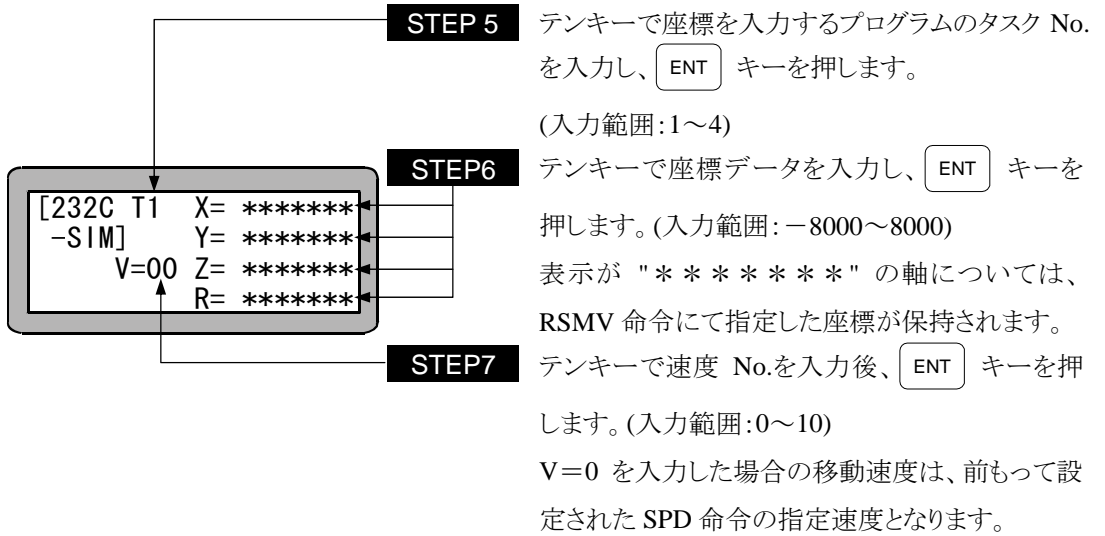 STEP 5
テンキーで座標を入力するプログラムのタスク No.
を入力し、 ENT キーを押します。
(入力範囲:1～4)
STEP6
テンキーで座標データを入力し、 ENT キーを
押します。(入力範囲:－8000～8000)
表示が "＊＊＊＊＊＊＊" の軸については、
RSMV 命令にて指定した座標が保持されます。
[232C T1 X= *******
-SIM] Y= *******
V=00 Z= *******
R= *******
STEP7
テンキーで速度 No.を入力後、 ENT キーを押
します。(入力範囲:0～10)
V＝0 を入力した場合の移動速度は、前もって設
定された SPD 命令の指定速度となります。